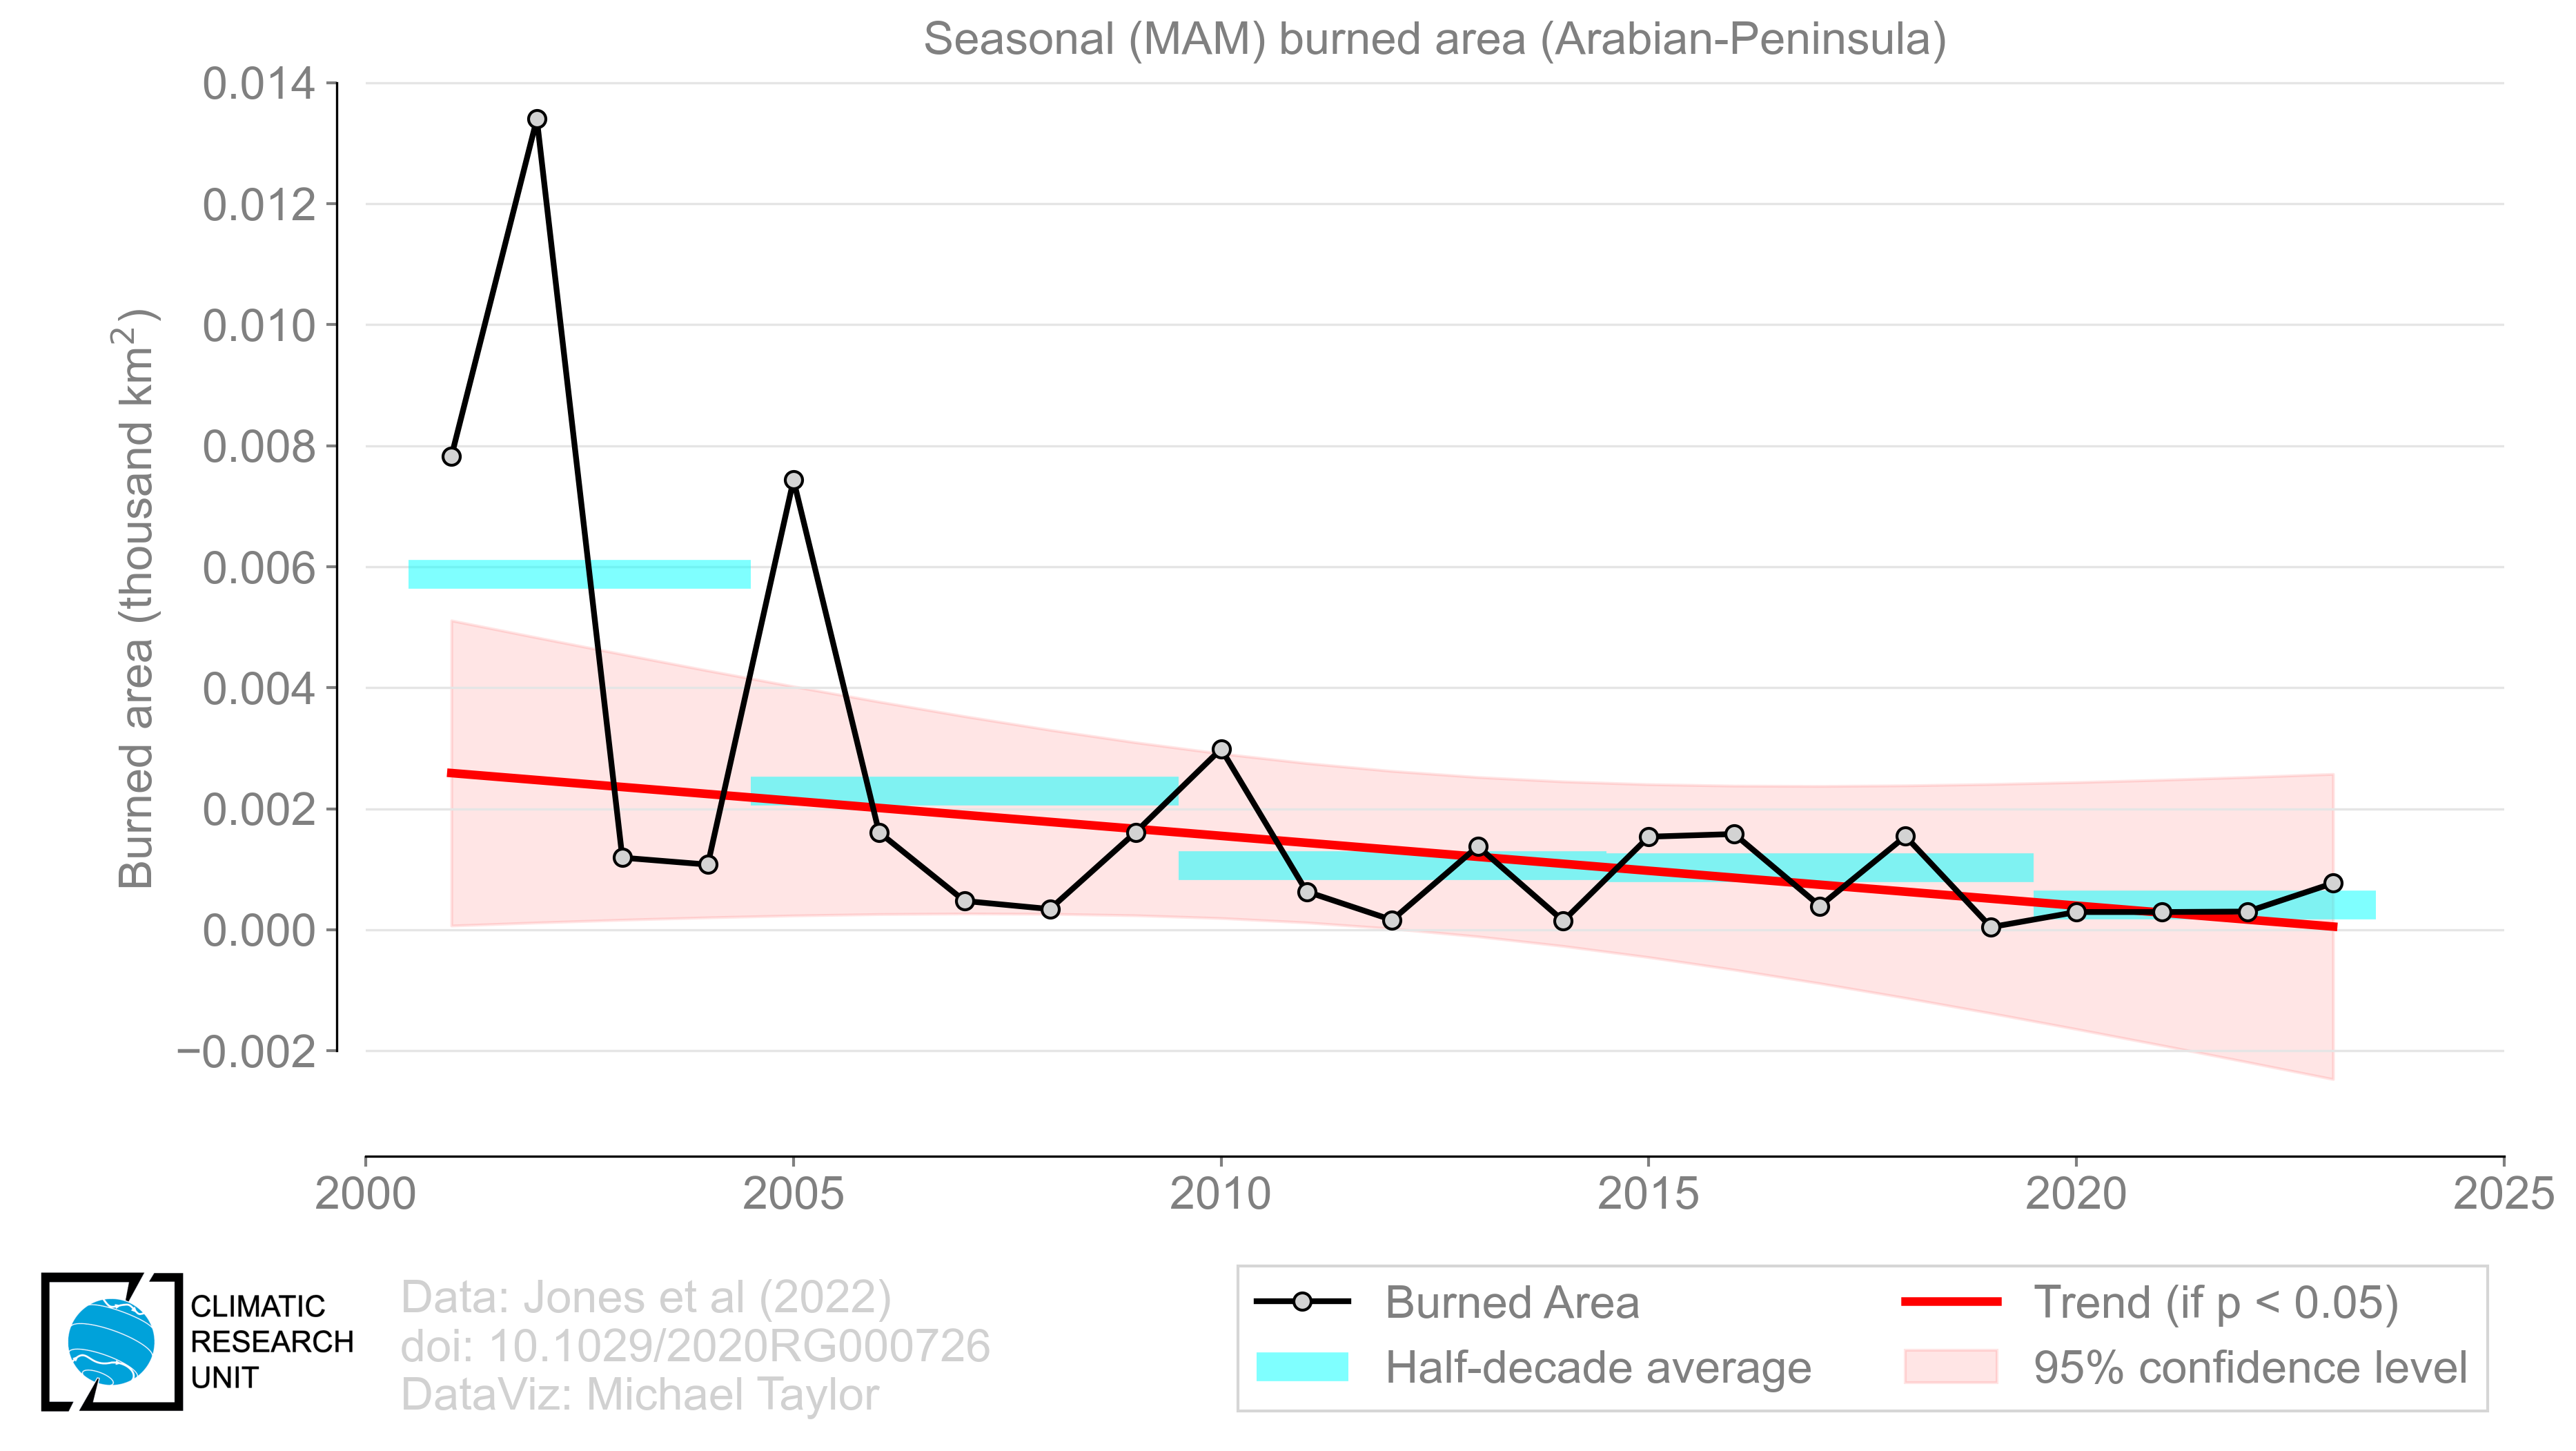 Seasonal (MAM) burned area (Arabian-Peninsula)
Burned area (thousand km²)
0.014
0.012
0.010
0.008
0.006
0.004
0.002
0.000
−0.002
2000 2005 2010 2015 2020 2025
CLIMATIC
RESEARCH
UNIT
Data: Jones et al (2022)
doi: 10.1029/2020RG000726
DataViz: Michael Taylor
Burned Area
Half-decade average
Trend (if p < 0.05)
95% confidence level